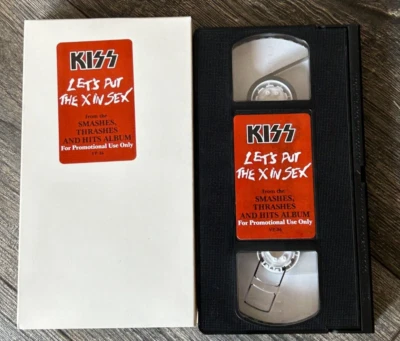 KISS
LET'S PUT
THE X IN SEX
From the
SMASHES,
THRASHES
AND HITS ALBUM
For Promotional Use Only
KISS
LET'S PUT
THE X IN SEX
From the
SMASHES,
THRASHES
AND HITS ALBUM
For Promotional Use Only